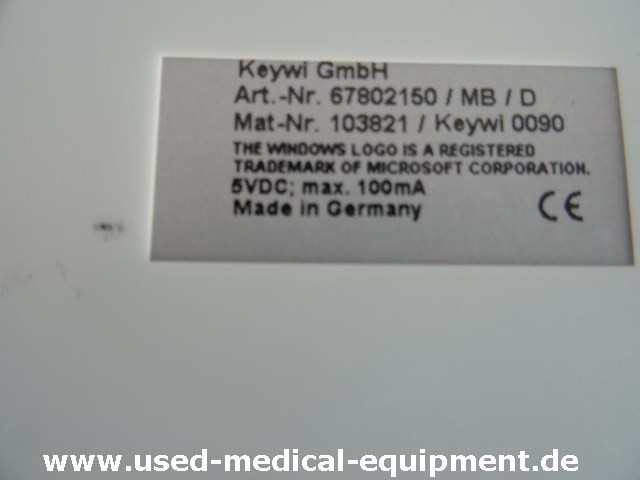 Keywi GmbH
Art.-Nr. 67802150 / MB / D
Mat-Nr. 103821 / Keywi 0090
THE WINDOWS LOGO IS A REGISTERED
TRADEMARK OF MICROSOFT CORPORATION.
5VDC; max. 100mA
Made in Germany
CE
www.used-medical-equipment.de